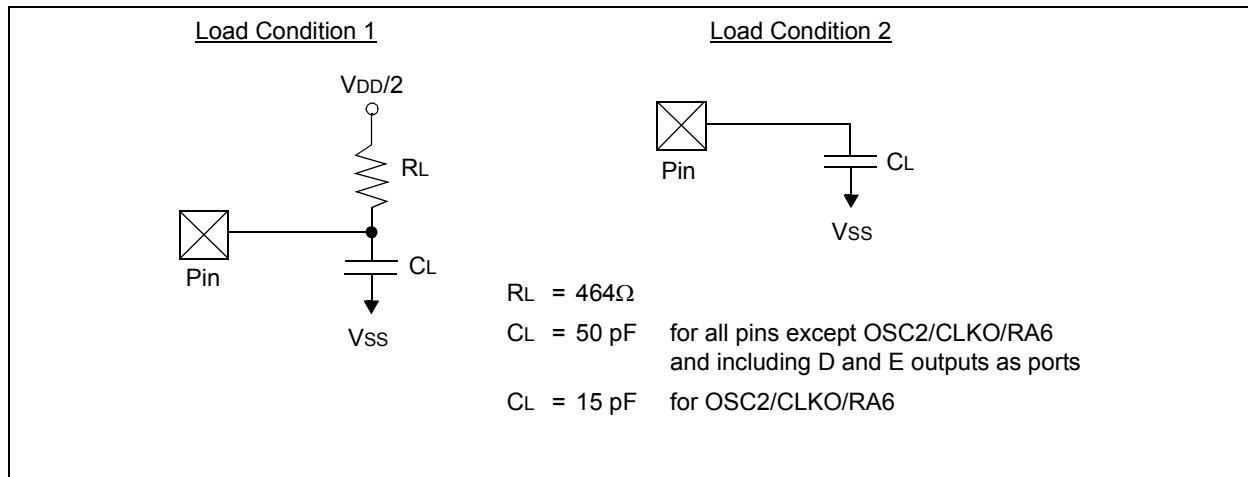 Load Condition 1
VDD/2
RL
Pin
CL
VSS
Load Condition 2
Pin
CL
VSS
RL = 464Ω
CL = 50 pF for all pins except OSC2/CLKO/RA6
and including D and E outputs as ports
CL = 15 pF for OSC2/CLKO/RA6